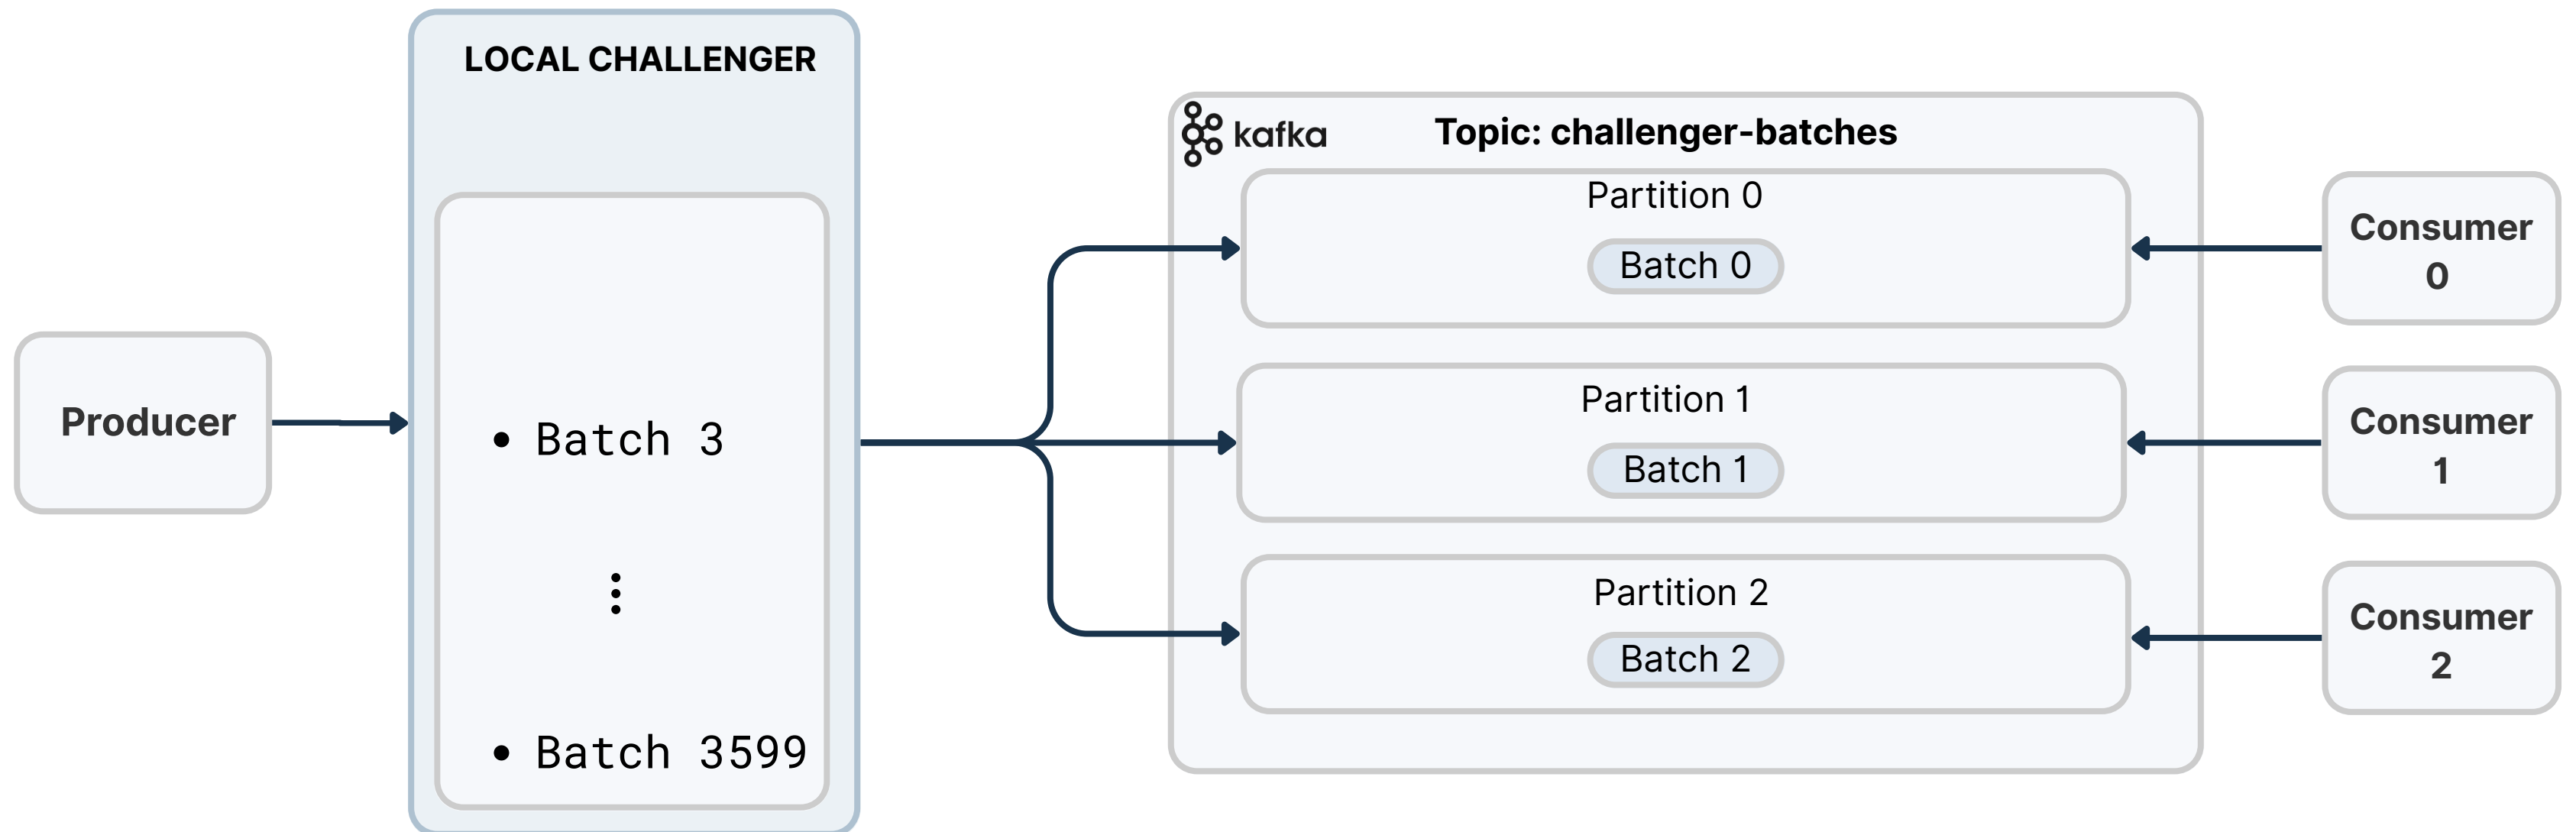 LOCAL CHALLENGER
Producer
• Batch 3
⋮
• Batch 3599
kafka
Topic: challenger-batches
Partition 0
Batch 0
Partition 1
Batch 1
Partition 2
Batch 2
Consumer
0
Consumer
1
Consumer
2